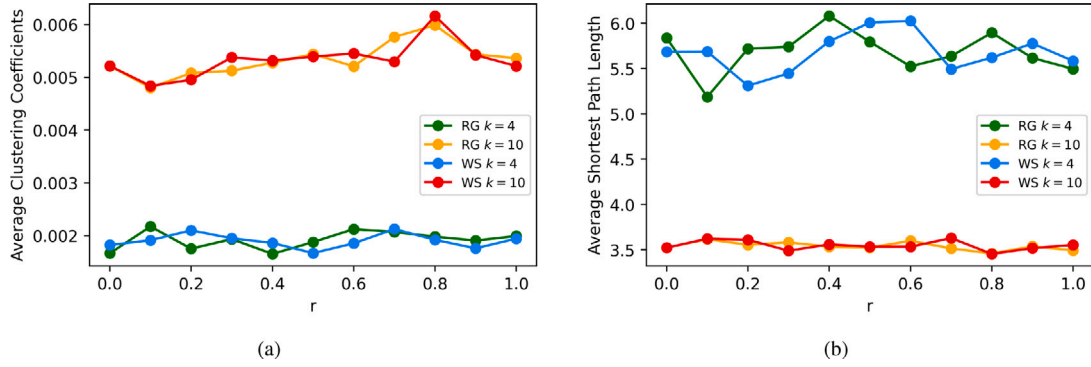 Average Clustering Coefficients
0.006
0.005
0.004
0.003
0.002
RG k = 4
RG k = 10
WS k = 4
WS k = 10
0.0 0.2 0.4 0.6 0.8 1.0
r
(a)
Average Shortest Path Length
6.0
5.5
5.0
4.5
4.0
3.5
RG k = 4
RG k = 10
WS k = 4
WS k = 10
0.0 0.2 0.4 0.6 0.8 1.0
r
(b)